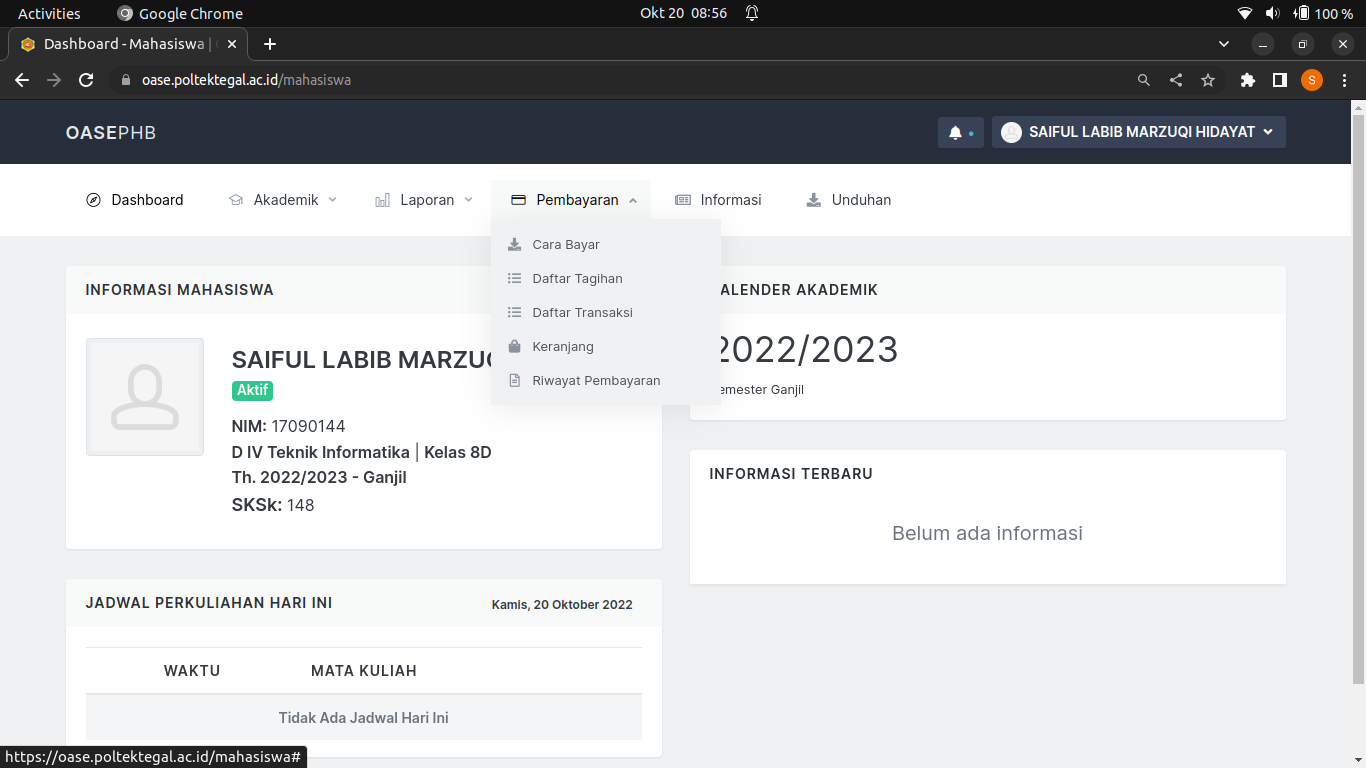 Activities Google Chrome Okt 20 08:56 100 %
Dashboard - Mahasiswa |
oase.poltektegal.ac.id/mahasiswa S
OASEPHB SAIFUL LABIB MARZUQI HIDAYAT
Dashboard Akademik Laporan Pembayaran Informasi Unduhan
Cara Bayar
Daftar Tagihan
Daftar Transaksi
Keranjang
Riwayat Pembayaran
INFORMASI MAHASISWA
SAIFUL LABIB MARZUQ
Aktif
NIM: 17090144
D IV Teknik Informatika | Kelas 8D
Th. 2022/2023 - Ganjil
SKSk: 148
ALENDER AKADEMIK
2022/2023
emester Ganjil
INFORMASI TERBARU
Belum ada informasi
JADWAL PERKULIAHAN HARI INI Kamis, 20 Oktober 2022
WAKTU MATA KULIAH
Tidak Ada Jadwal Hari Ini
https://oase.poltektegal.ac.id/mahasiswa#